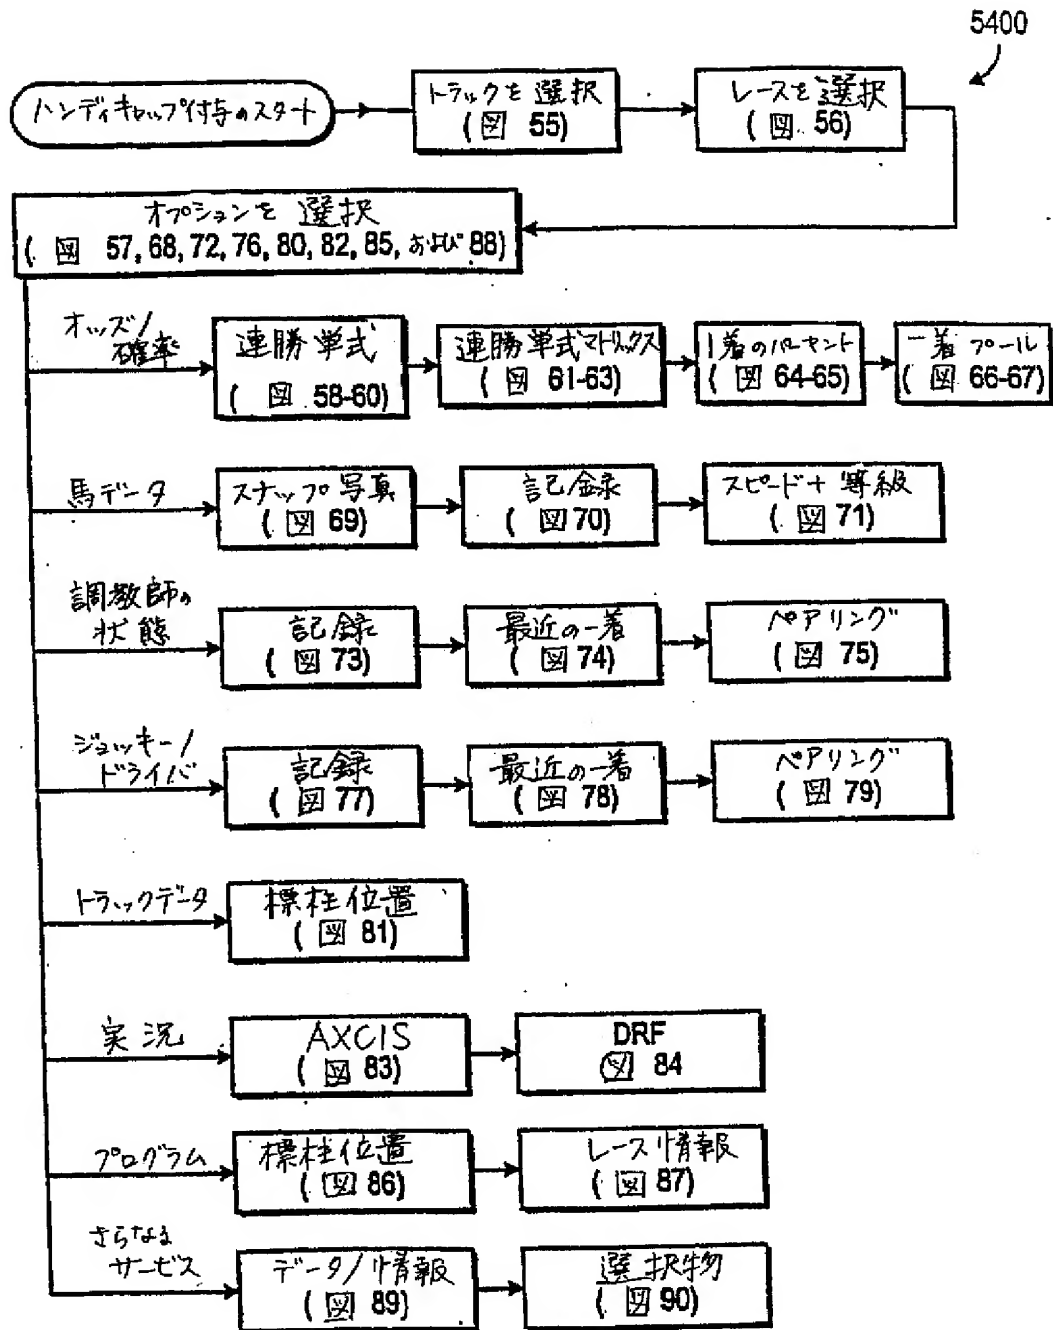 5400
ハンディキャップ付与のスタート
トラックを選択
(図 55)
レースを選択
(図 56)
オプションを選択
(図 57, 68, 72, 76, 80, 82, 85, および 88)
オッズ/
確率
連勝単式
(図 58-60)
連勝単式マトリックス
(図 61-63)
1着のパーセント
(図 64-65)
一着プール
(図 66-67)
馬データ
スナップ写真
(図 69)
記録
(図 70)
スピード+等級
(図 71)
調教師の
状態
記録
(図 73)
最近の一着
(図 74)
ペアリング
(図 75)
ジョッキー/
ドライバ
記録
(図 77)
最近の一着
(図 78)
ペアリング
(図 79)
トラックデータ
標柱位置
(図 81)
実況
AXCIS
(図 83)
DRF
図 84
プログラム
標柱位置
(図 86)
レース情報
(図 87)
さらなる
サービス
データ/情報
(図 89)
選択物
(図 90)